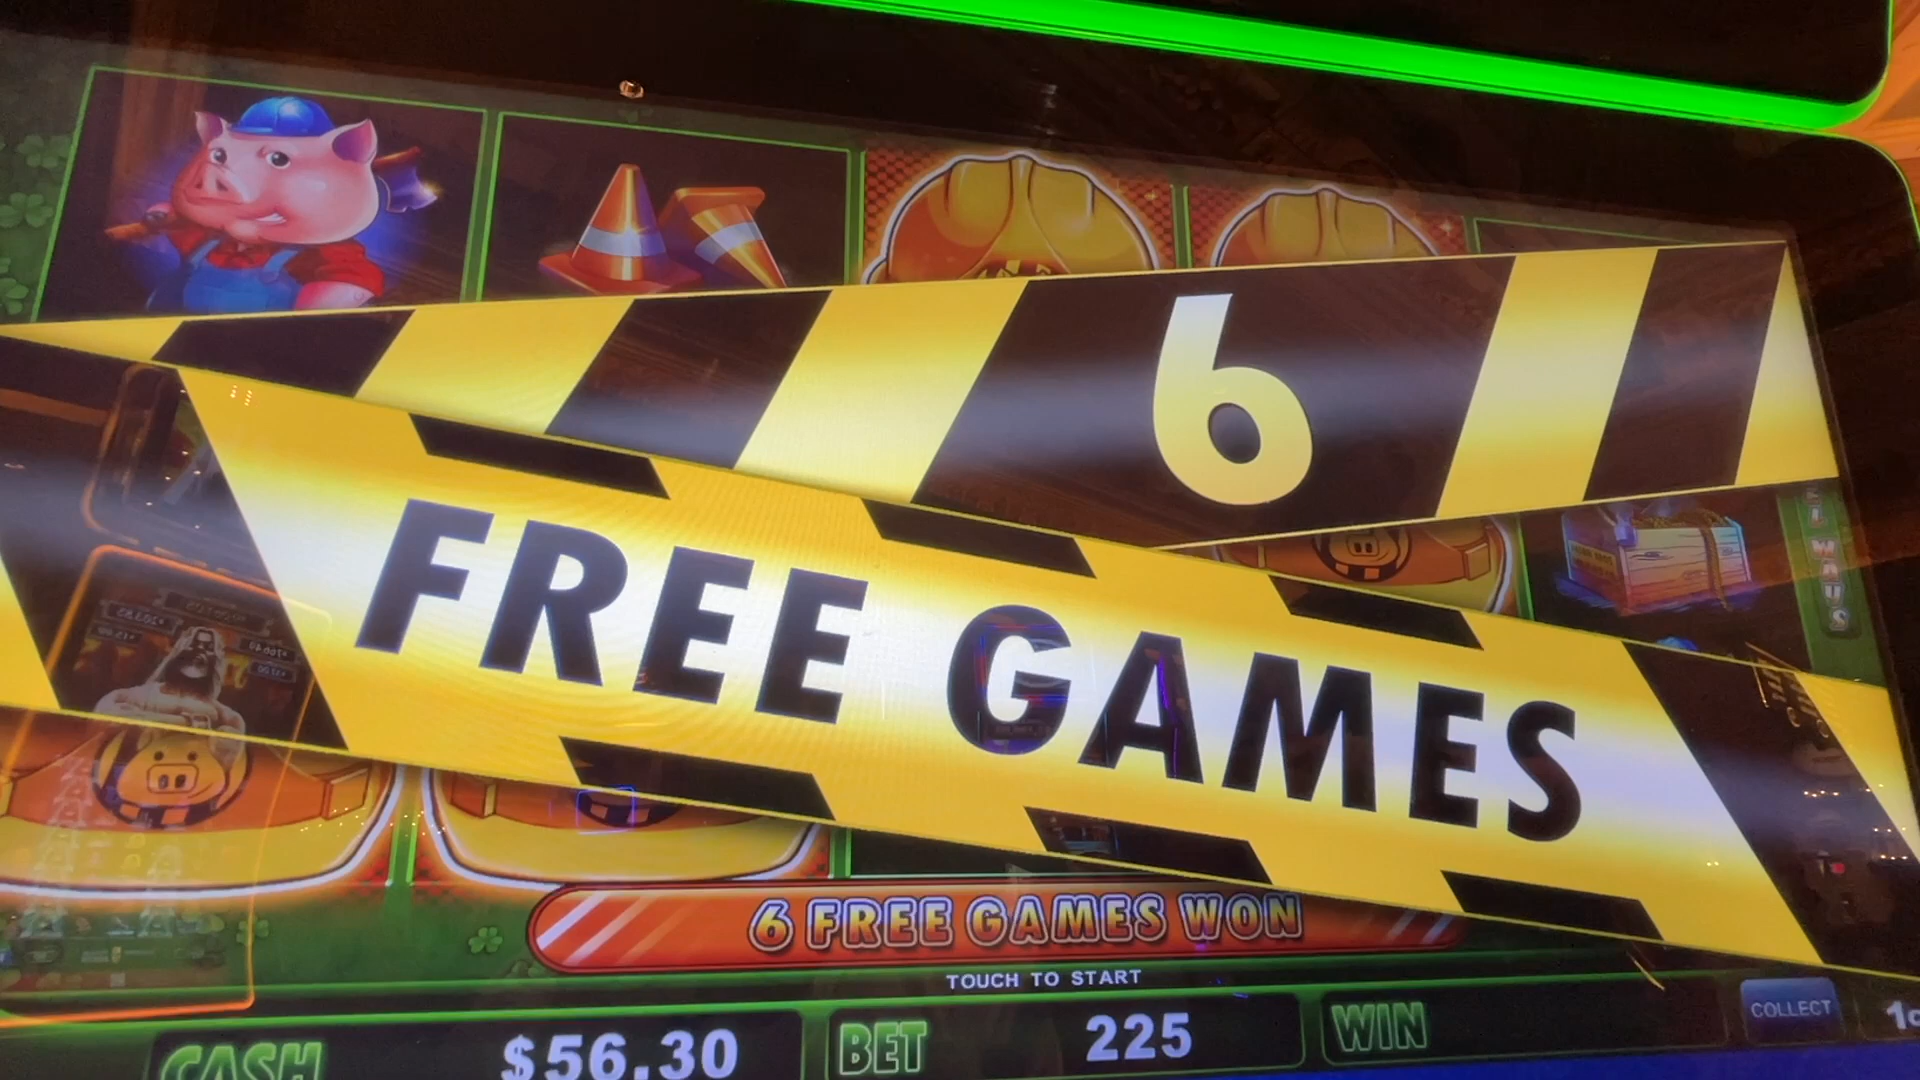 6
FREE GAMES
6 FREE GAMES WON
TOUCH TO START
CASH $56.30 BET 225 WIN COLLECT